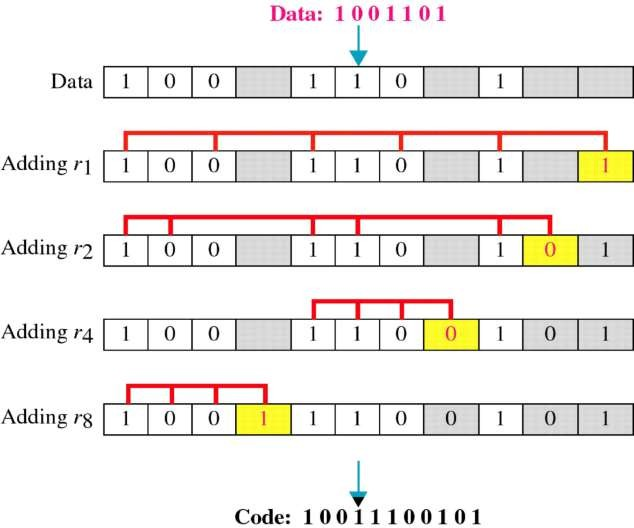 Data: 1 0 0 1 1 0 1
Data 1 0 0 1 1 0 1
Adding r1 1 0 0 1 1 0 1 1
Adding r2 1 0 0 1 1 0 1 0 1
Adding r4 1 0 0 1 1 0 0 1 0 1
Adding r8 1 0 0 1 1 1 0 0 1 0 1
Code: 1 0 0 1 1 1 0 0 1 0 1